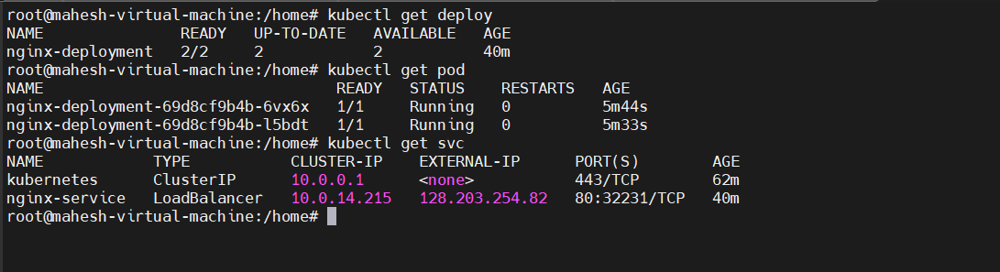 root@mahesh-virtual-machine:/home# kubectl get deploy
NAME               READY   UP-TO-DATE   AVAILABLE   AGE
nginx-deployment   2/2     2            2           40m
root@mahesh-virtual-machine:/home# kubectl get pod
NAME                                READY   STATUS    RESTARTS   AGE
nginx-deployment-69d8cf9b4b-6vx6x   1/1     Running   0          5m44s
nginx-deployment-69d8cf9b4b-l5bdt   1/1     Running   0          5m33s
root@mahesh-virtual-machine:/home# kubectl get svc
NAME            TYPE           CLUSTER-IP    EXTERNAL-IP      PORT(S)        AGE
kubernetes      ClusterIP      10.0.0.1      <none>           443/TCP        62m
nginx-service   LoadBalancer   10.0.14.215   128.203.254.82   80:32231/TCP   40m
root@mahesh-virtual-machine:/home#